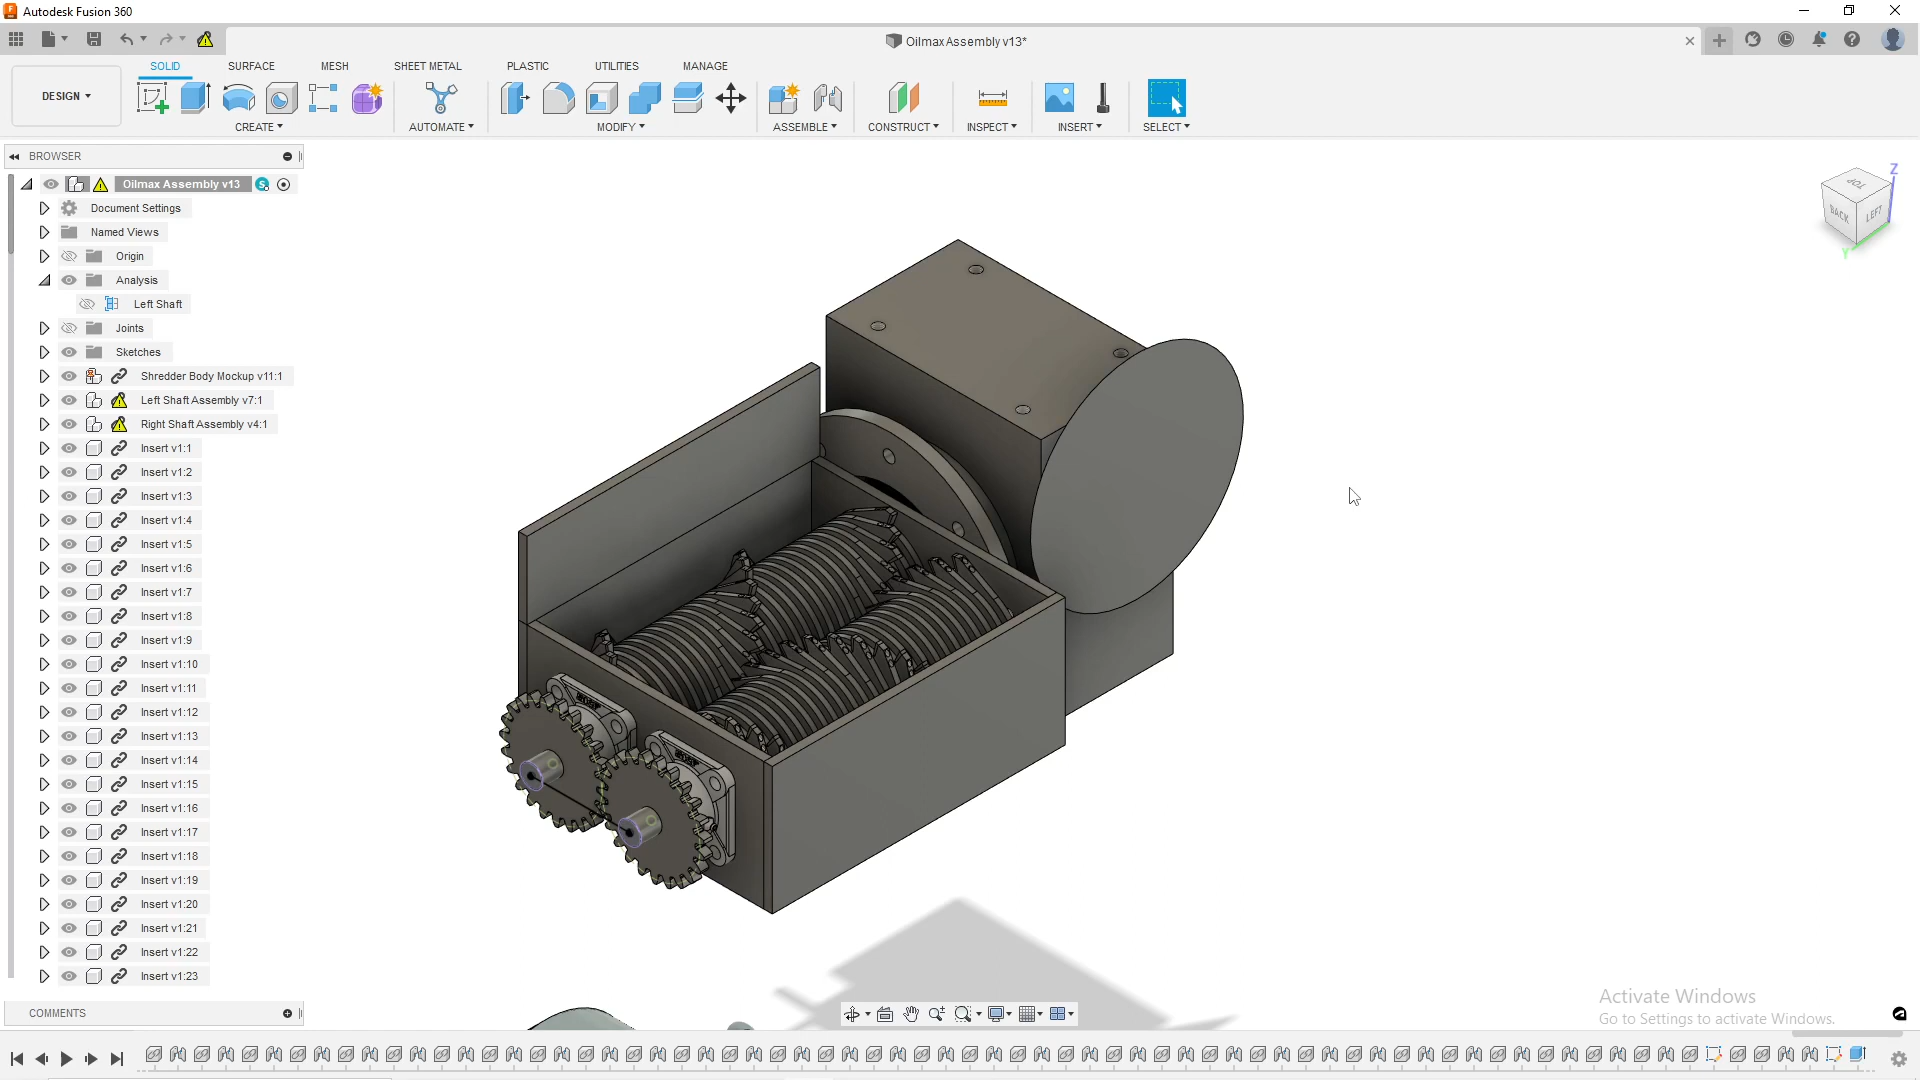 Autodesk Fusion 360
Oilmax Assembly v13*
DESIGN
SOLID
SURFACE
MESH
SHEET METAL
PLASTIC
UTILITIES
MANAGE
CREATE
AUTOMATE
MODIFY
ASSEMBLE
CONSTRUCT
INSPECT
INSERT
SELECT
BROWSER
Oilmax Assembly v13
Document Settings
Named Views
Origin
Analysis
Left Shaft
Joints
Sketches
Shredder Body Mockup v11:1
Left Shaft Assembly v7:1
Right Shaft Assembly v4:1
Insert v1:1
Insert v1:2
Insert v1:3
Insert v1:4
Insert v1:5
Insert v1:6
Insert v1:7
Insert v1:8
Insert v1:9
Insert v1:10
Insert v1:11
Insert v1:12
Insert v1:13
Insert v1:14
Insert v1:15
Insert v1:16
Insert v1:17
Insert v1:18
Insert v1:19
Insert v1:20
Insert v1:21
Insert v1:22
Insert v1:23
COMMENTS
Z
TOP
BACK
LEFT
Y
Activate Windows
Go to Settings to activate Windows.